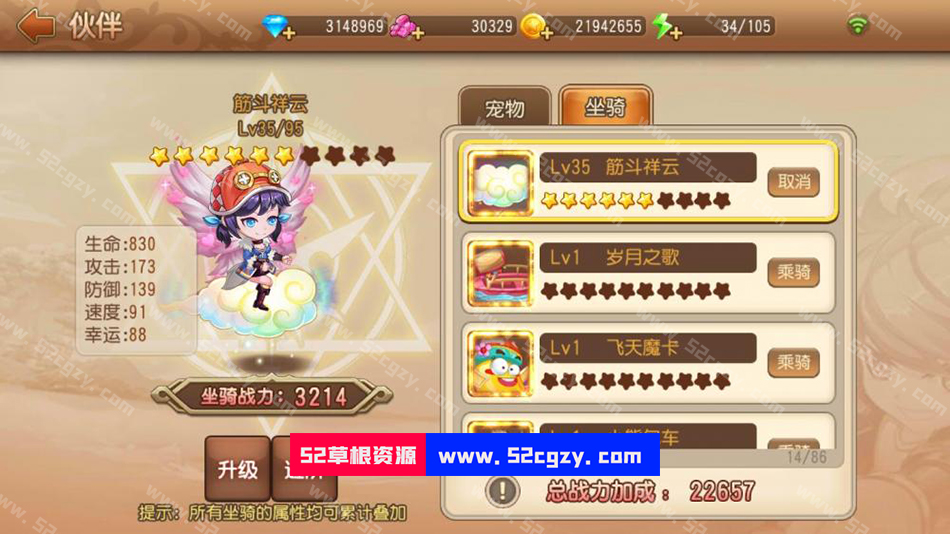 伙伴
3148969
30329
21942655
34/105
筋斗祥云
Lv35/95
生命:830
攻击:173
防御:139
速度:91
幸运:88
坐骑战力：3214
升级
提示：所有坐骑的属性均可累计叠加
宠物
坐骑
Lv35 筋斗祥云
取消
Lv1 岁月之歌
乘骑
Lv1 飞天魔卡
乘骑
14/86
总战力加成：22657
52草根资源
www.52cgzy.com